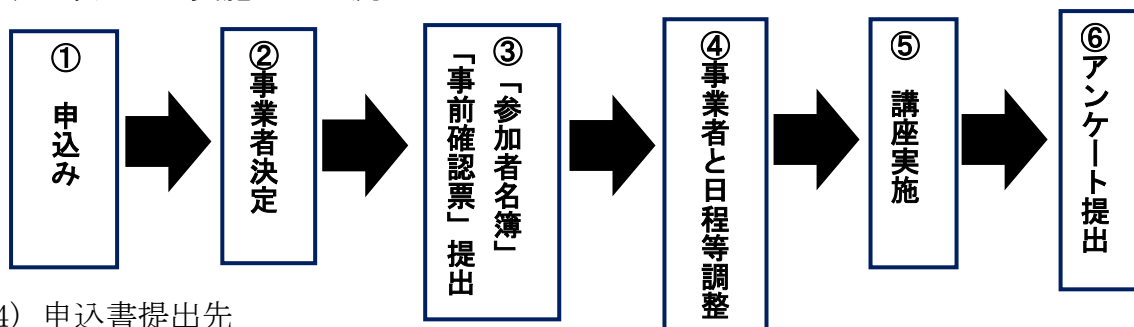 ① 申込み
②事業者決定
③「参加者名簿」
「事前確認票」提出
④事業者と日程等調整
⑤ 講座実施
⑥アンケート提出
4) 申込書提出先